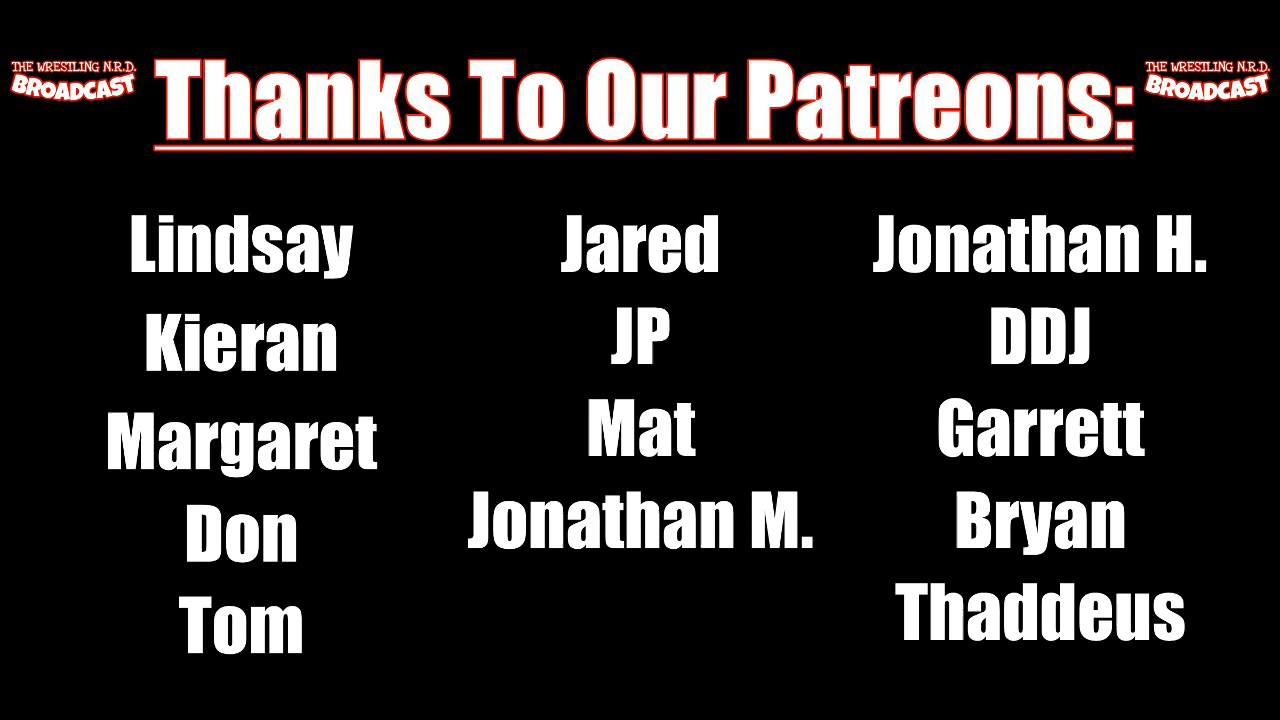 THE WRESTLING N.R.D.
BROADCAST
Thanks To Our Patreons:
THE WRESTLING N.R.D.
BROADCAST
Lindsay
Kieran
Margaret
Don
Tom
Jared
JP
Mat
Jonathan M.
Jonathan H.
DDJ
Garrett
Bryan
Thaddeus